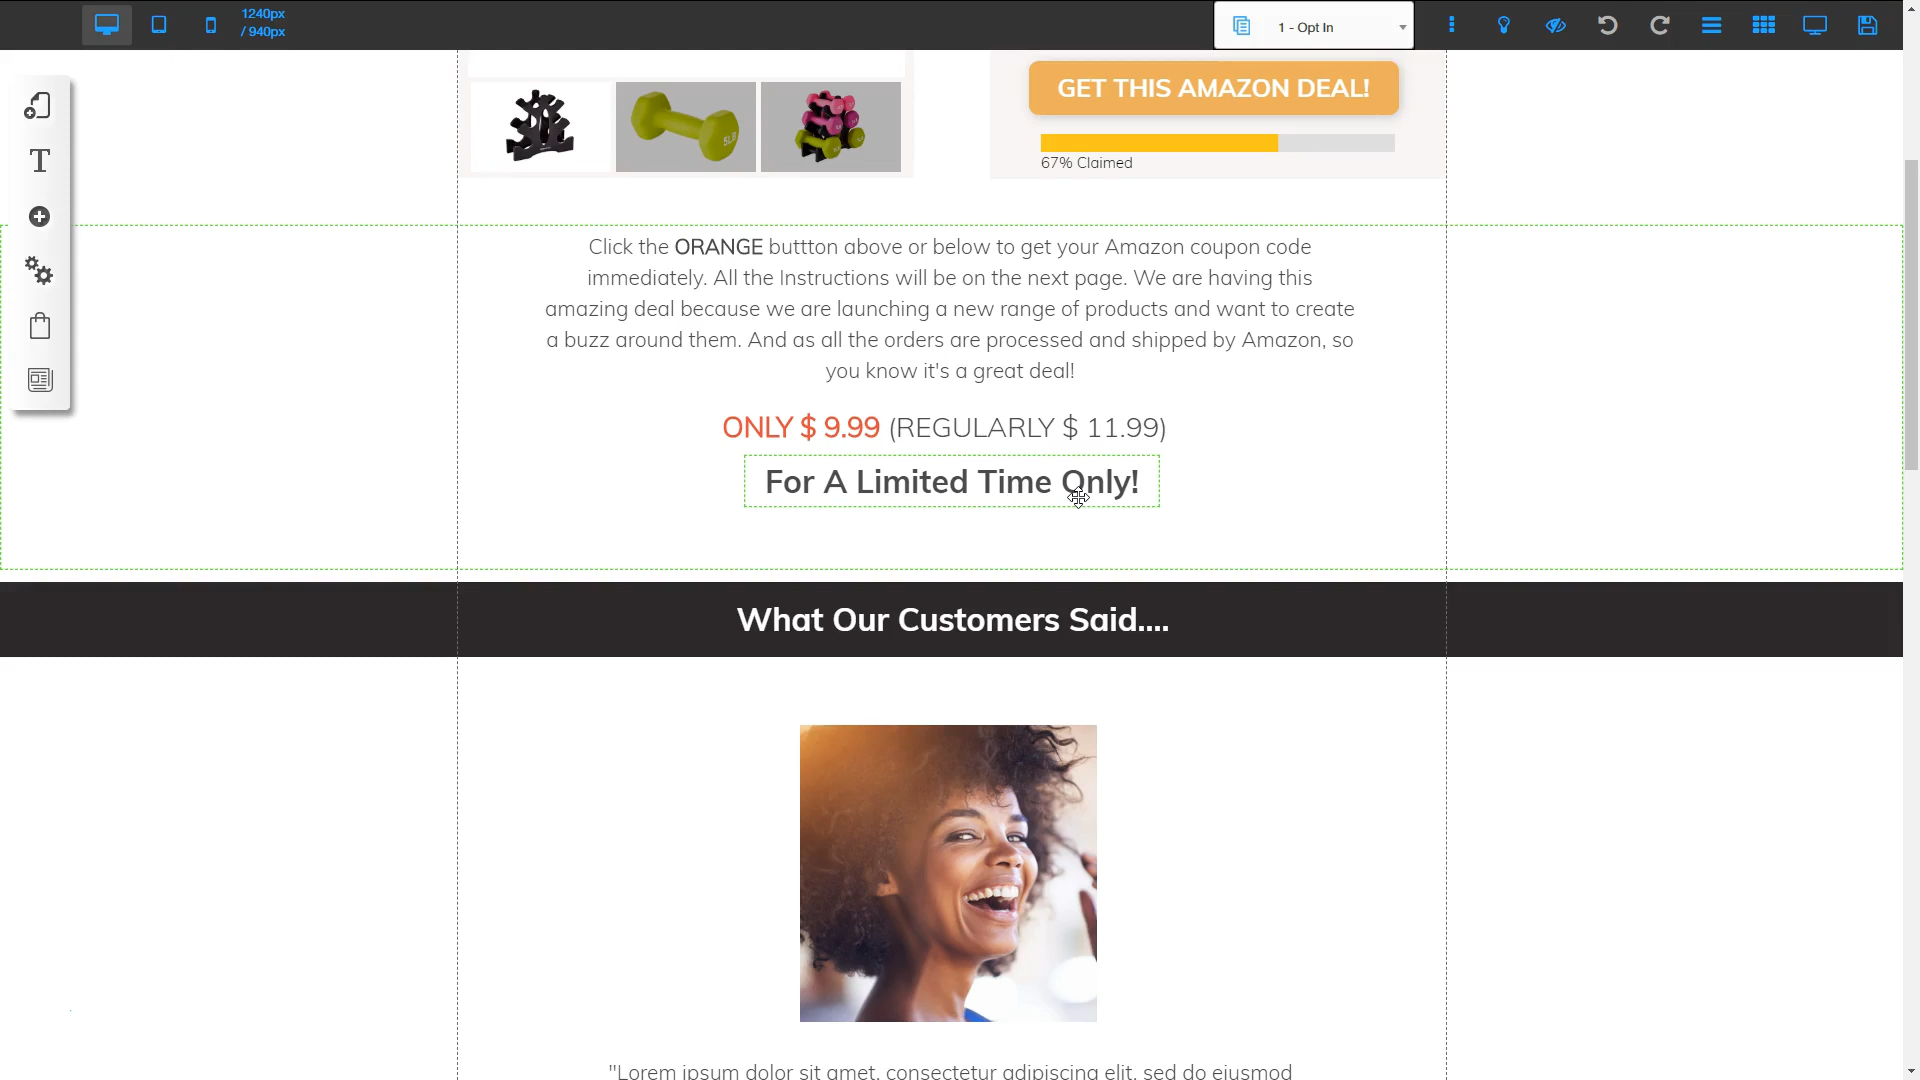 1240px
/ 940px
1 - Opt In
GET THIS AMAZON DEAL!
5LB
67% Claimed
Click the ORANGE buttton above or below to get your Amazon coupon code
immediately. All the Instructions will be on the next page. We are having this
amazing deal because we are launching a new range of products and want to create
a buzz around them. And as all the orders are processed and shipped by Amazon, so
you know it's a great deal!
ONLY $ 9.99 (REGULARLY $ 11.99)
For A Limited Time Only!
What Our Customers Said....
"Lorem ipsum dolor sit amet, consectetur adipiscing elit, sed do eiusmod